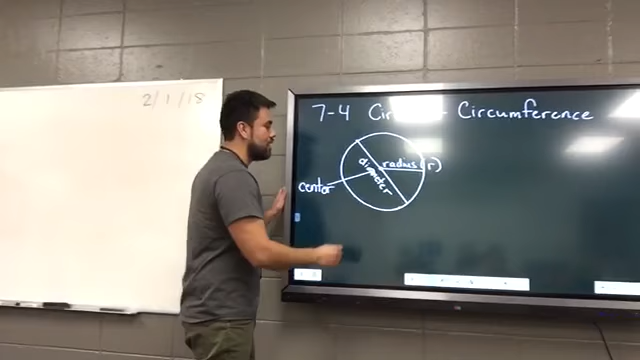 2/1/18
7-4 Circumference
radius (r)
diameter
center